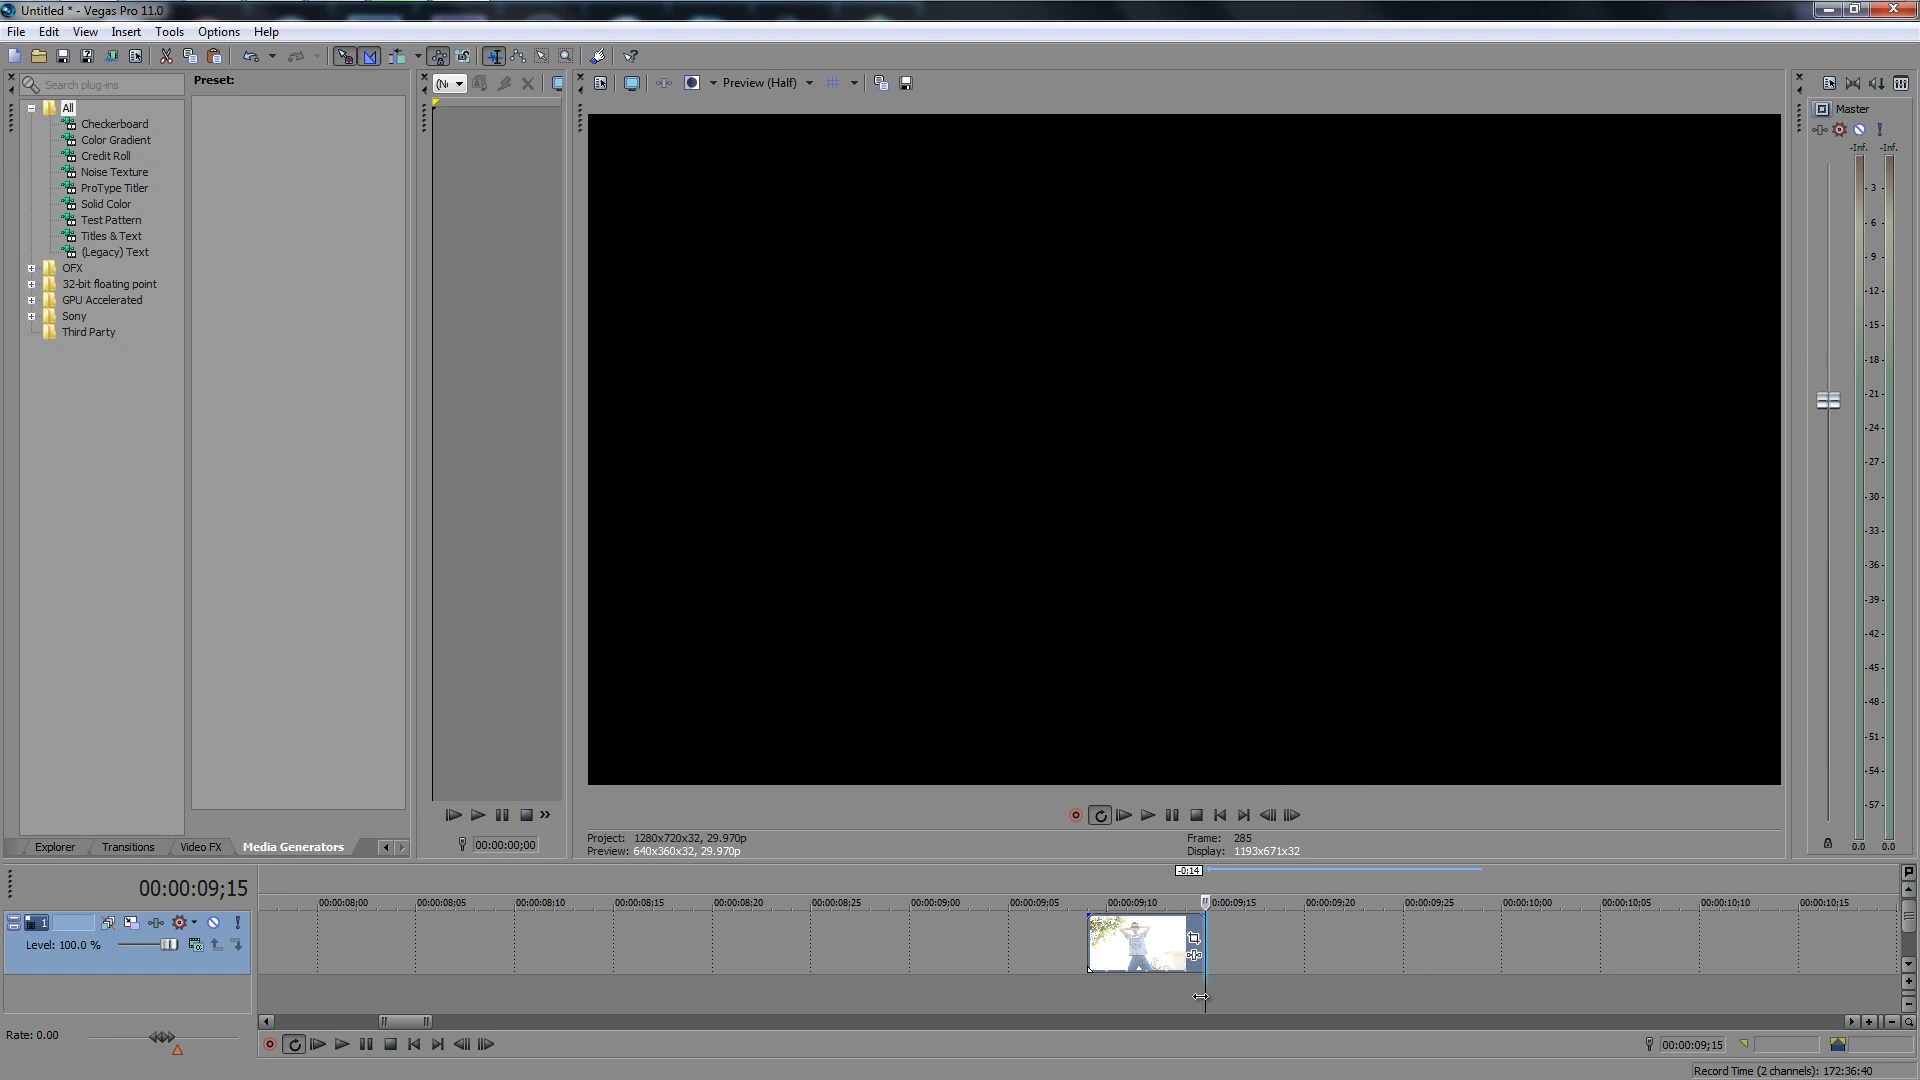 Untitled * - Vegas Pro 11.0
File Edit View Insert Tools Options Help
Search plug-ins
Preset:
Preview (Half)
Master
All
Checkerboard
Color Gradient
Credit Roll
Noise Texture
ProType Titler
Solid Color
Test Pattern
Titles & Text
(Legacy) Text
OFX
32-bit floating point
GPU Accelerated
Sony
Third Party
-Inf. -Inf.
3
6
9
12
15
18
21
24
27
30
33
36
39
42
45
48
51
54
57
0.0 0.0
00:00:00;00
Project: 1280x720x32, 29.970p
Preview: 640x360x32, 29.970p
Frame: 285
Display: 1193x671x32
Explorer Transitions Video FX Media Generators
-0;14
00:00:09;15
00:00:08;00 00:00:08;05 00:00:08;10 00:00:08;15 00:00:08;20 00:00:08;25 00:00:09;00 00:00:09;05 00:00:09;10 0:00:09;15 00:00:09;20 00:00:09;25 00:00:10;00 00:00:10;05 00:00:10;10 00:00:10;15
1
Level: 100.0 %
Rate: 0.00
00:00:09;15
Record Time (2 channels): 172:36:40